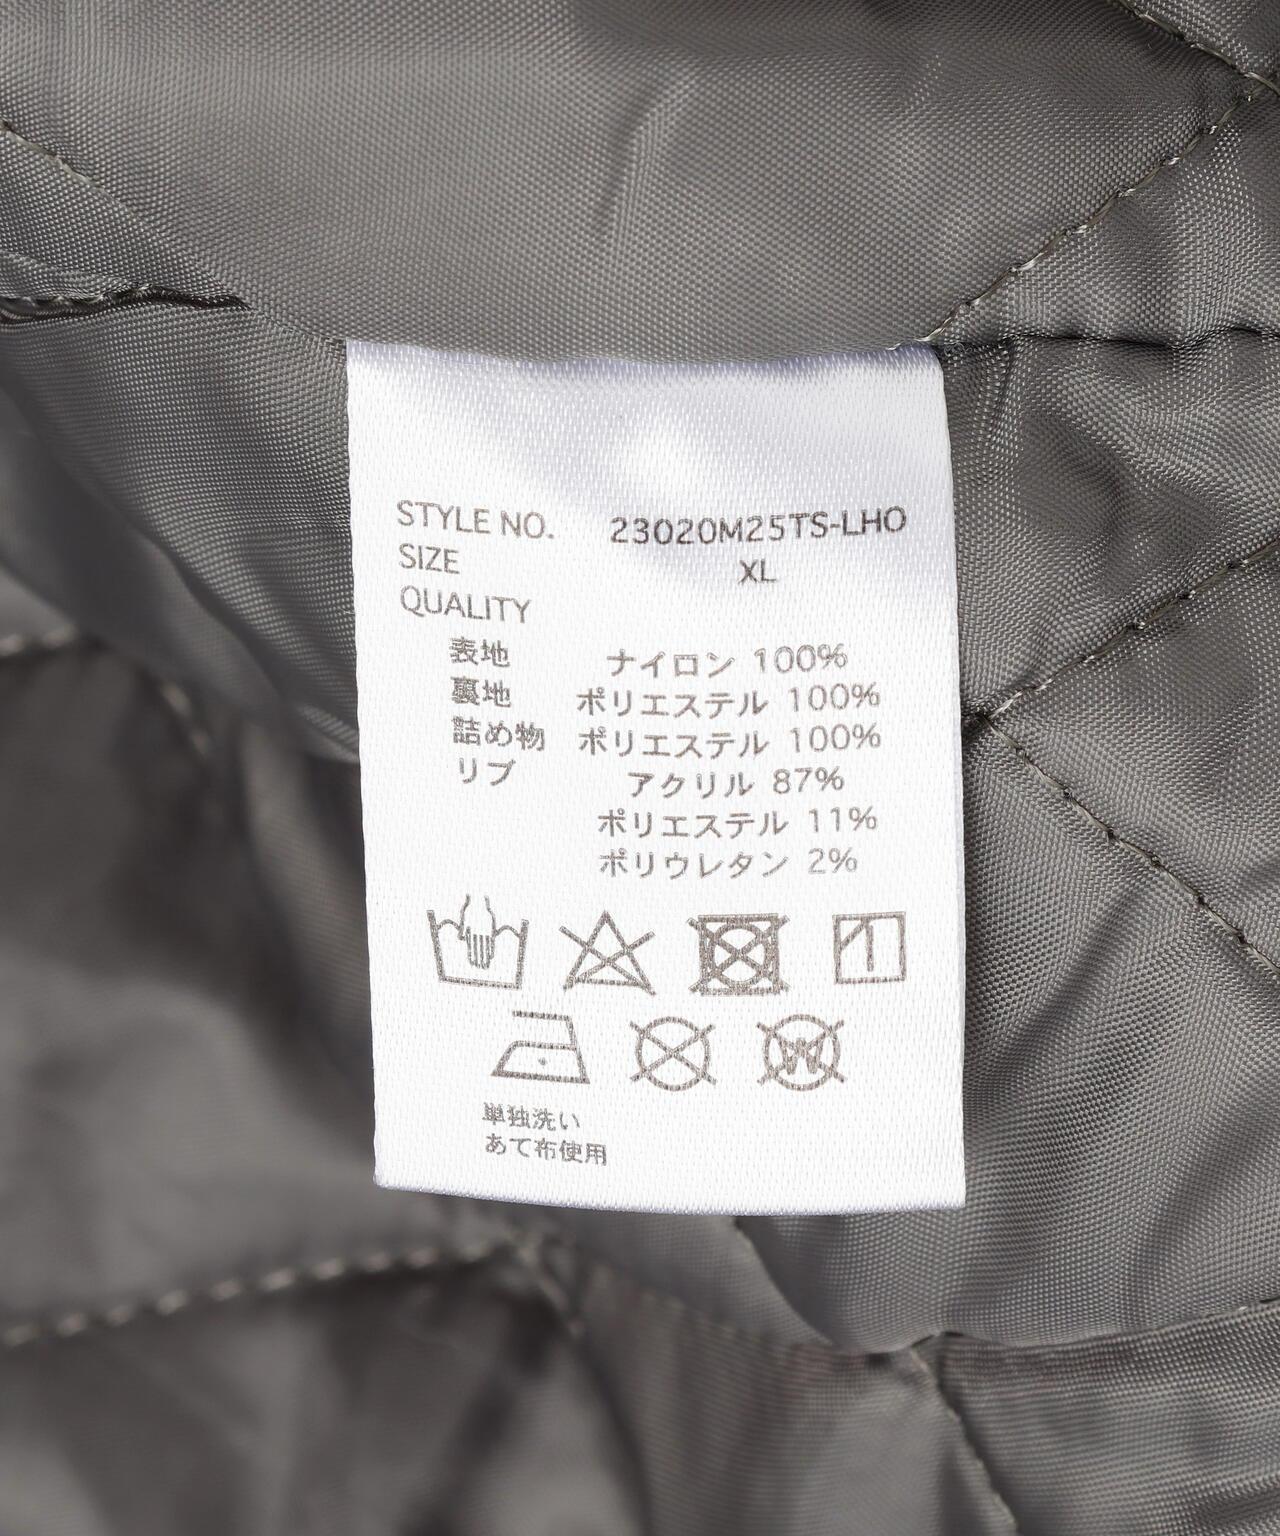 STYLE NO. 23020M25TS-LHO
SIZE XL
QUALITY
表地 ナイロン 100%
裏地 ポリエステル 100%
詰め物 ポリエステル 100%
リブ アクリル 87%
ポリエステル 11%
ポリウレタン 2%
W
単独洗い
あて布使用